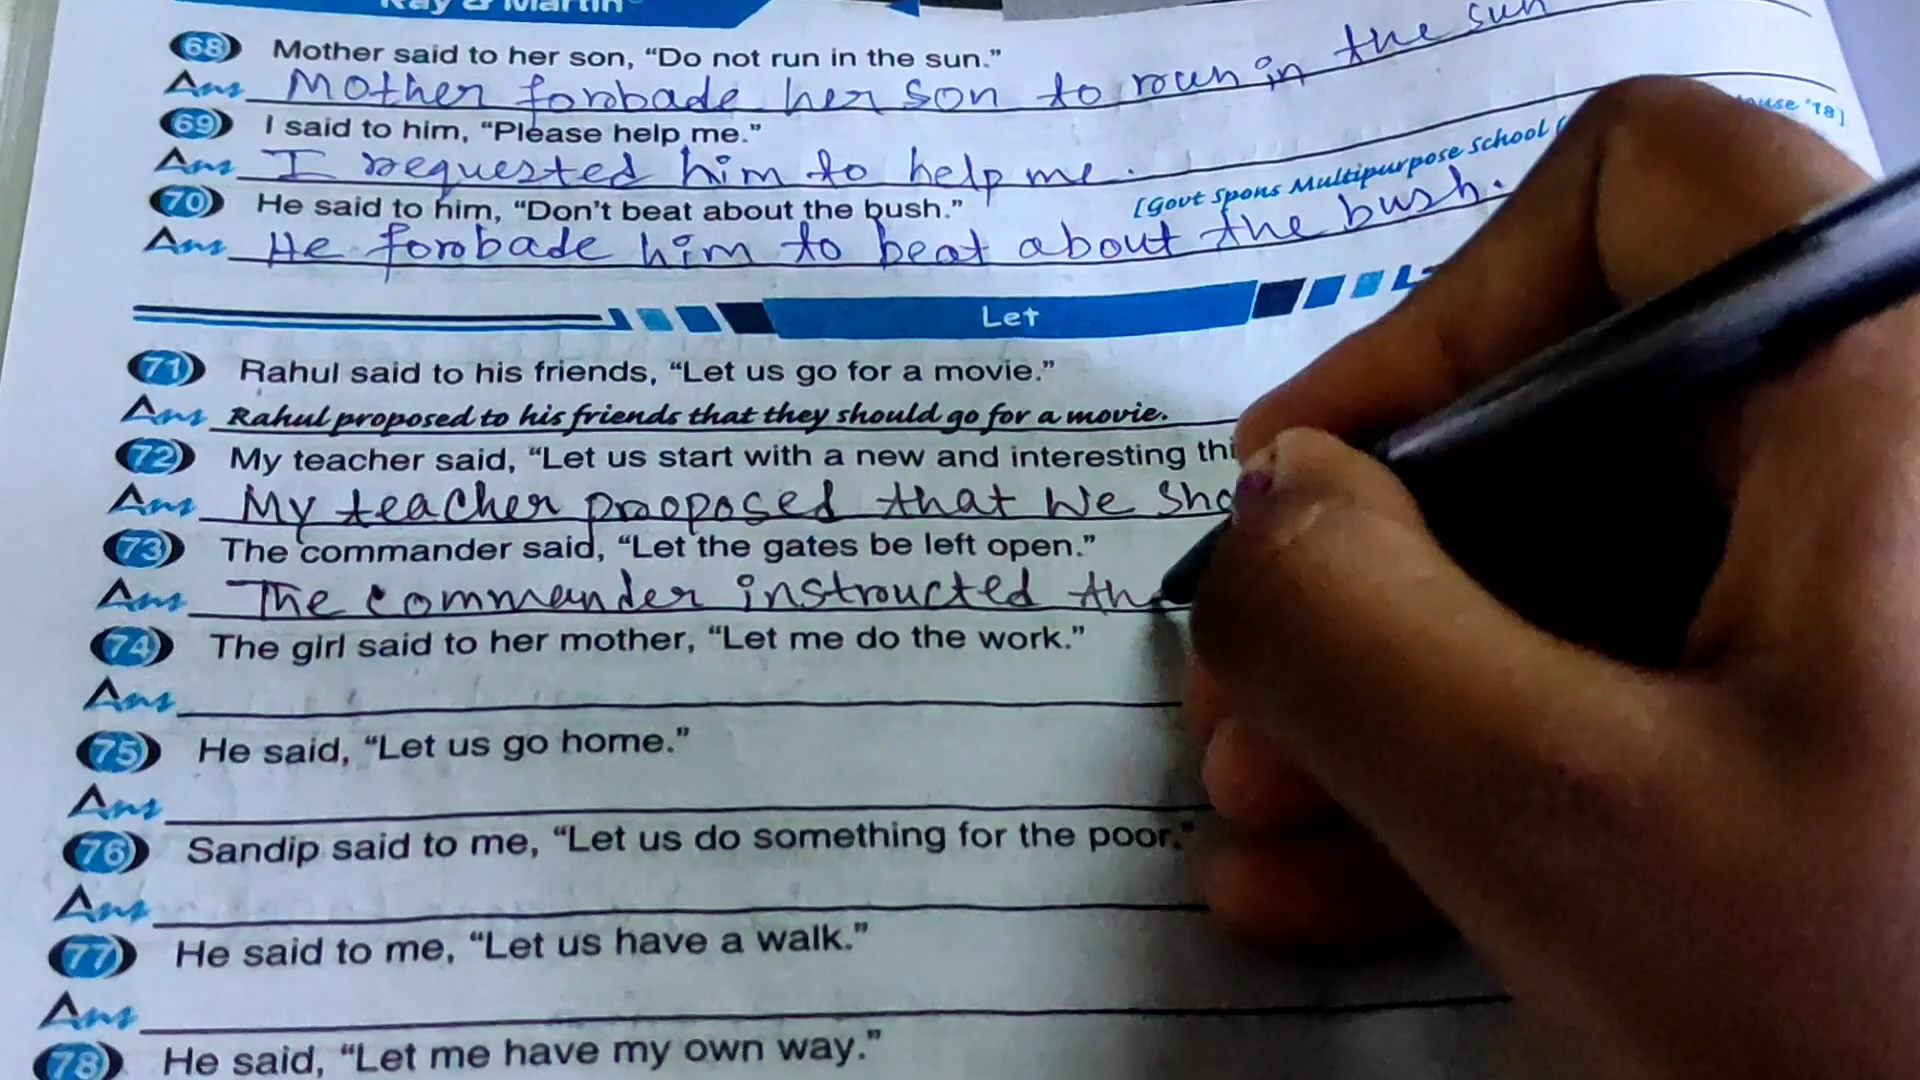 Ray & Martin
68 Mother said to her son, “Do not run in the sun.”
Ans Mother forbade her son to run in the sun
69 I said to him, “Please help me.”
Ans I requested him to help me.
[Govt Spons Multipurpose School ( '18]
70 He said to him, “Don't beat about the bush.”
Ans He forbade him to beat about the bush.
Let
71 Rahul said to his friends, “Let us go for a movie.”
Ans Rahul proposed to his friends that they should go for a movie.
72 My teacher said, “Let us start with a new and interesting
Ans My teacher proposed that we
73 The commander said, “Let the gates be left open.”
Ans The commander instructed
74 The girl said to her mother, “Let me do the work.”
Ans
75 He said, “Let us go home.”
Ans
76 Sandip said to me, “Let us do something for the poor.”
Ans
77 He said to me, “Let us have a walk.”
Ans
78 He said, “Let me have my own way.”